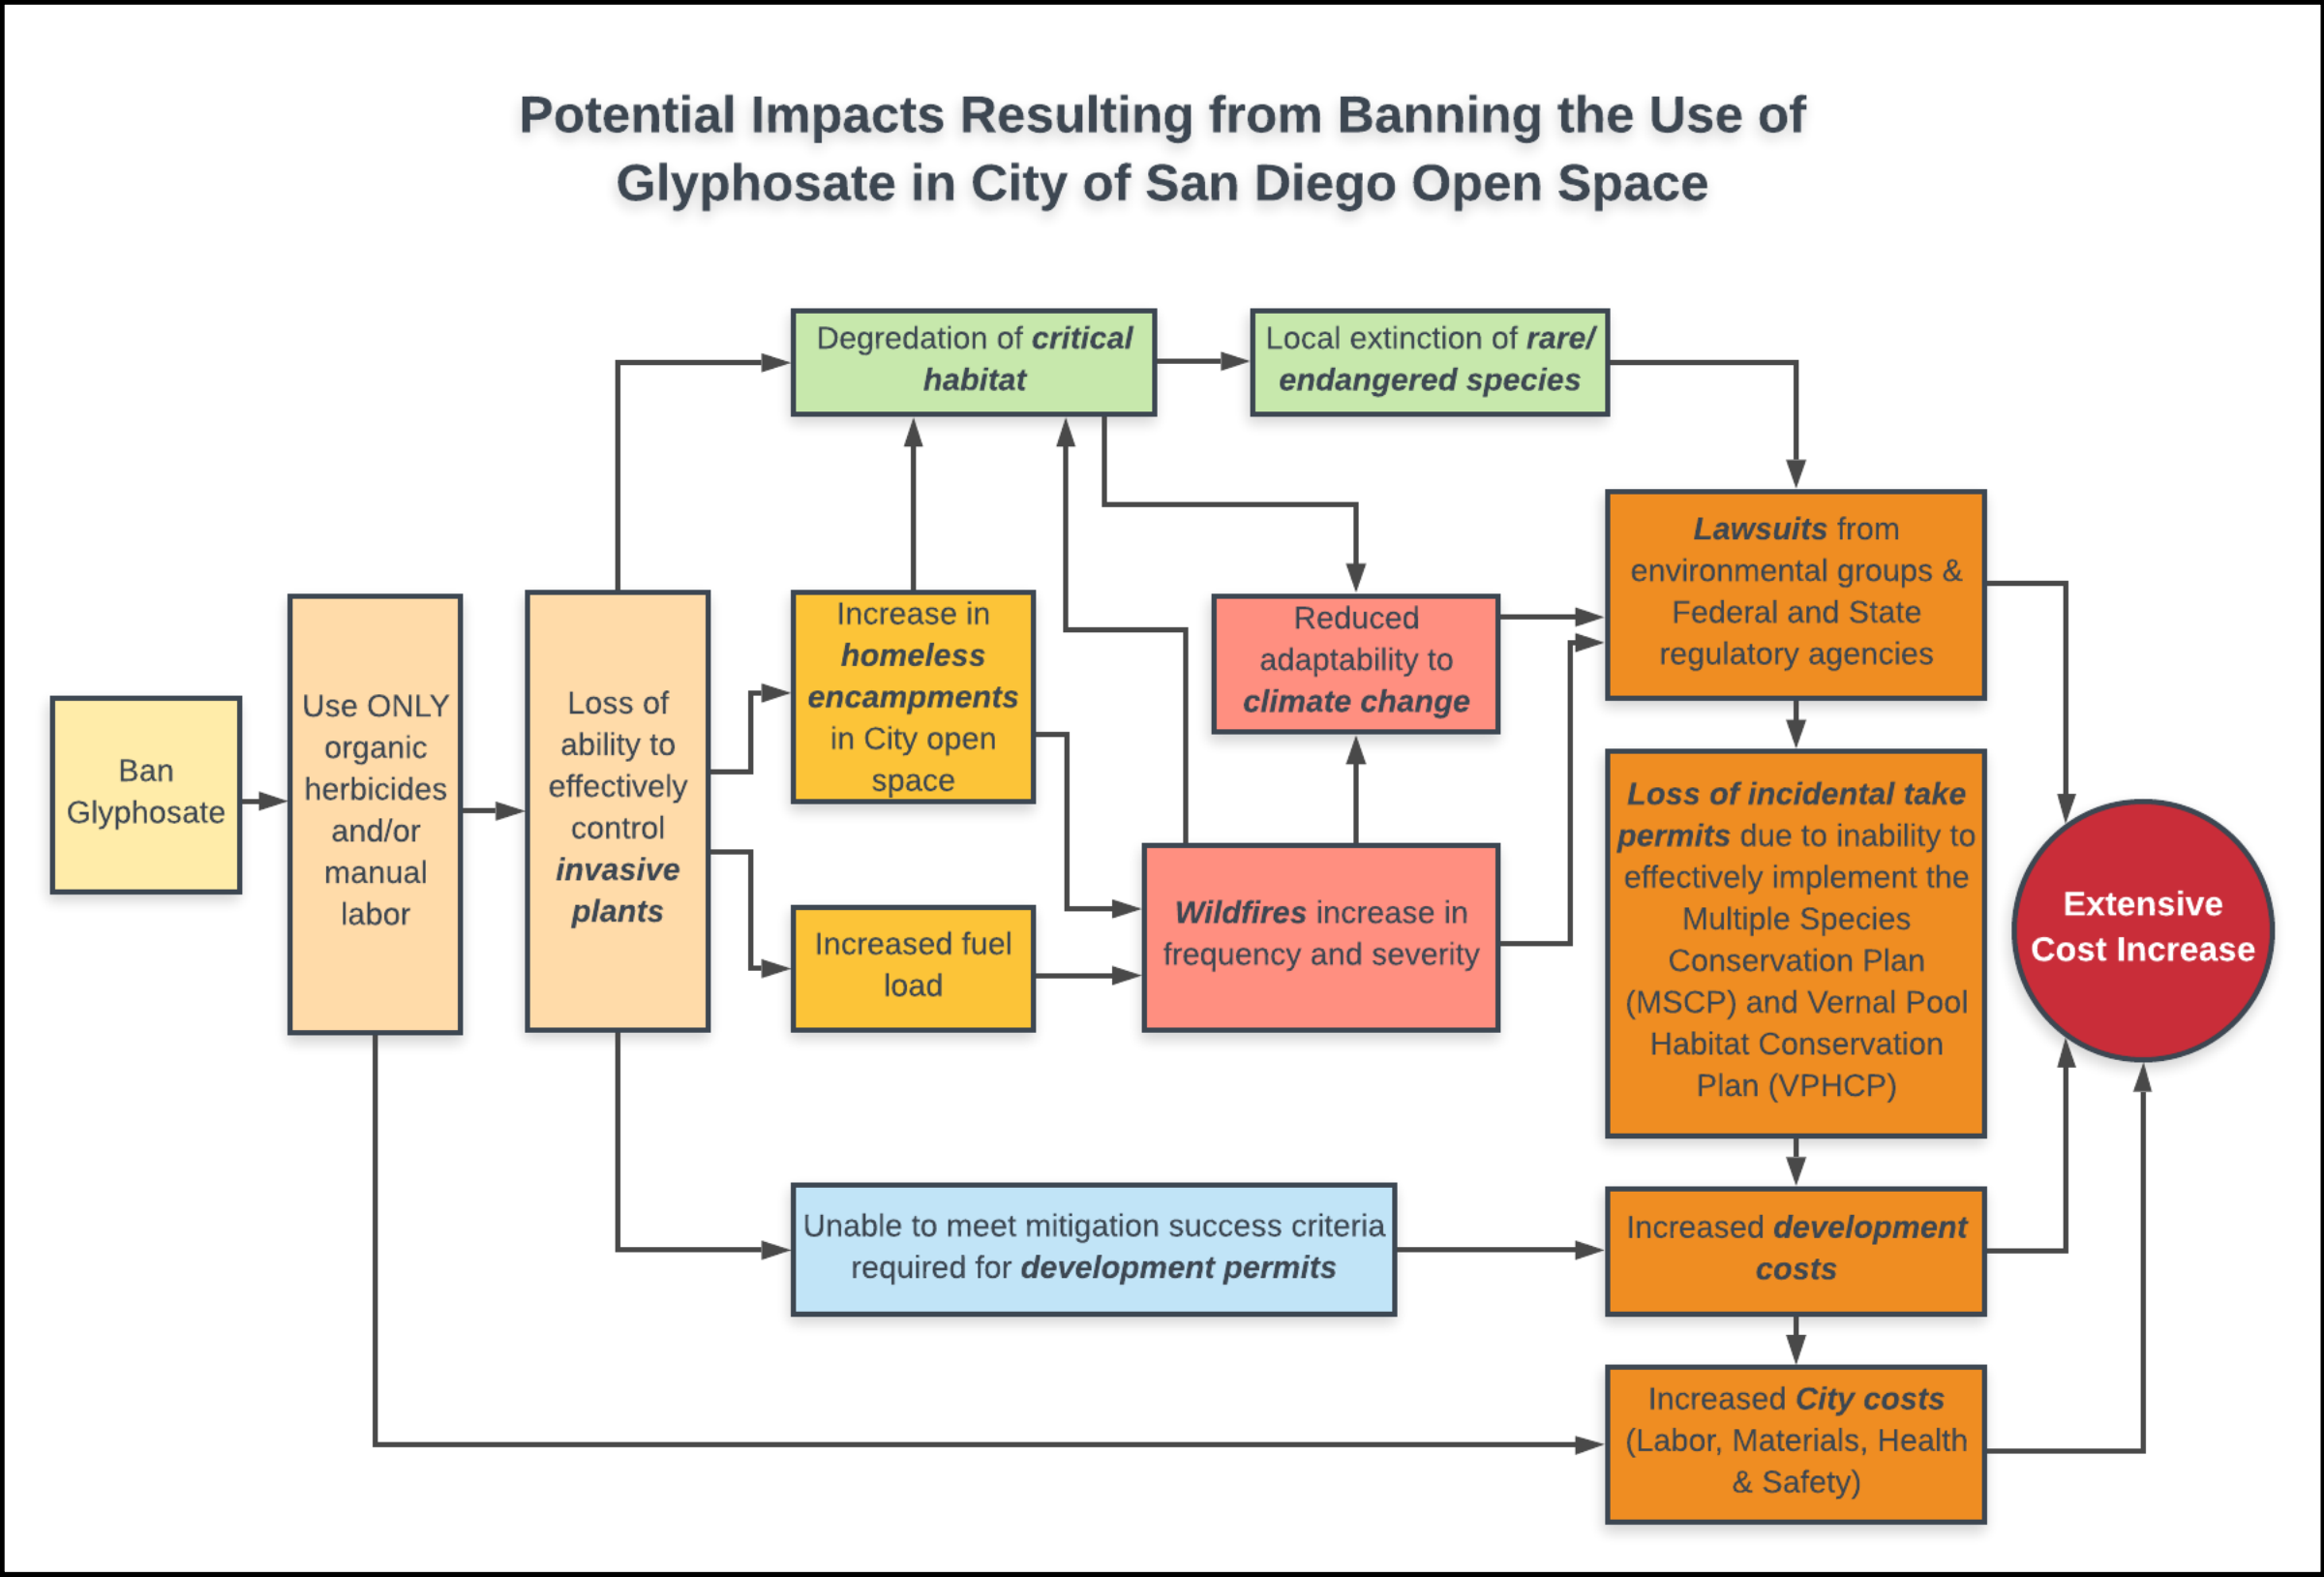 Potential Impacts Resulting from Banning the Use of
Glyphosate in City of San Diego Open Space
Degredation of critical
habitat
Local extinction of rare/
endangered species
Ban
Glyphosate
Use ONLY
organic
herbicides
and/or
manual
labor
Loss of
ability to
effectively
control
invasive
plants
Increase in
homeless
encampments
in City open
space
Increased fuel
load
Reduced
adaptability to
climate change
Wildfires increase in
frequency and severity
Lawsuits from
environmental groups &
Federal and State
regulatory agencies
Loss of incidental take
permits due to inability to
effectively implement the
Multiple Species
Conservation Plan
(MSCP) and Vernal Pool
Habitat Conservation
Plan (VPHCP)
Extensive
Cost Increase
Unable to meet mitigation success criteria
required for development permits
Increased development
costs
Increased City costs
(Labor, Materials, Health
& Safety)